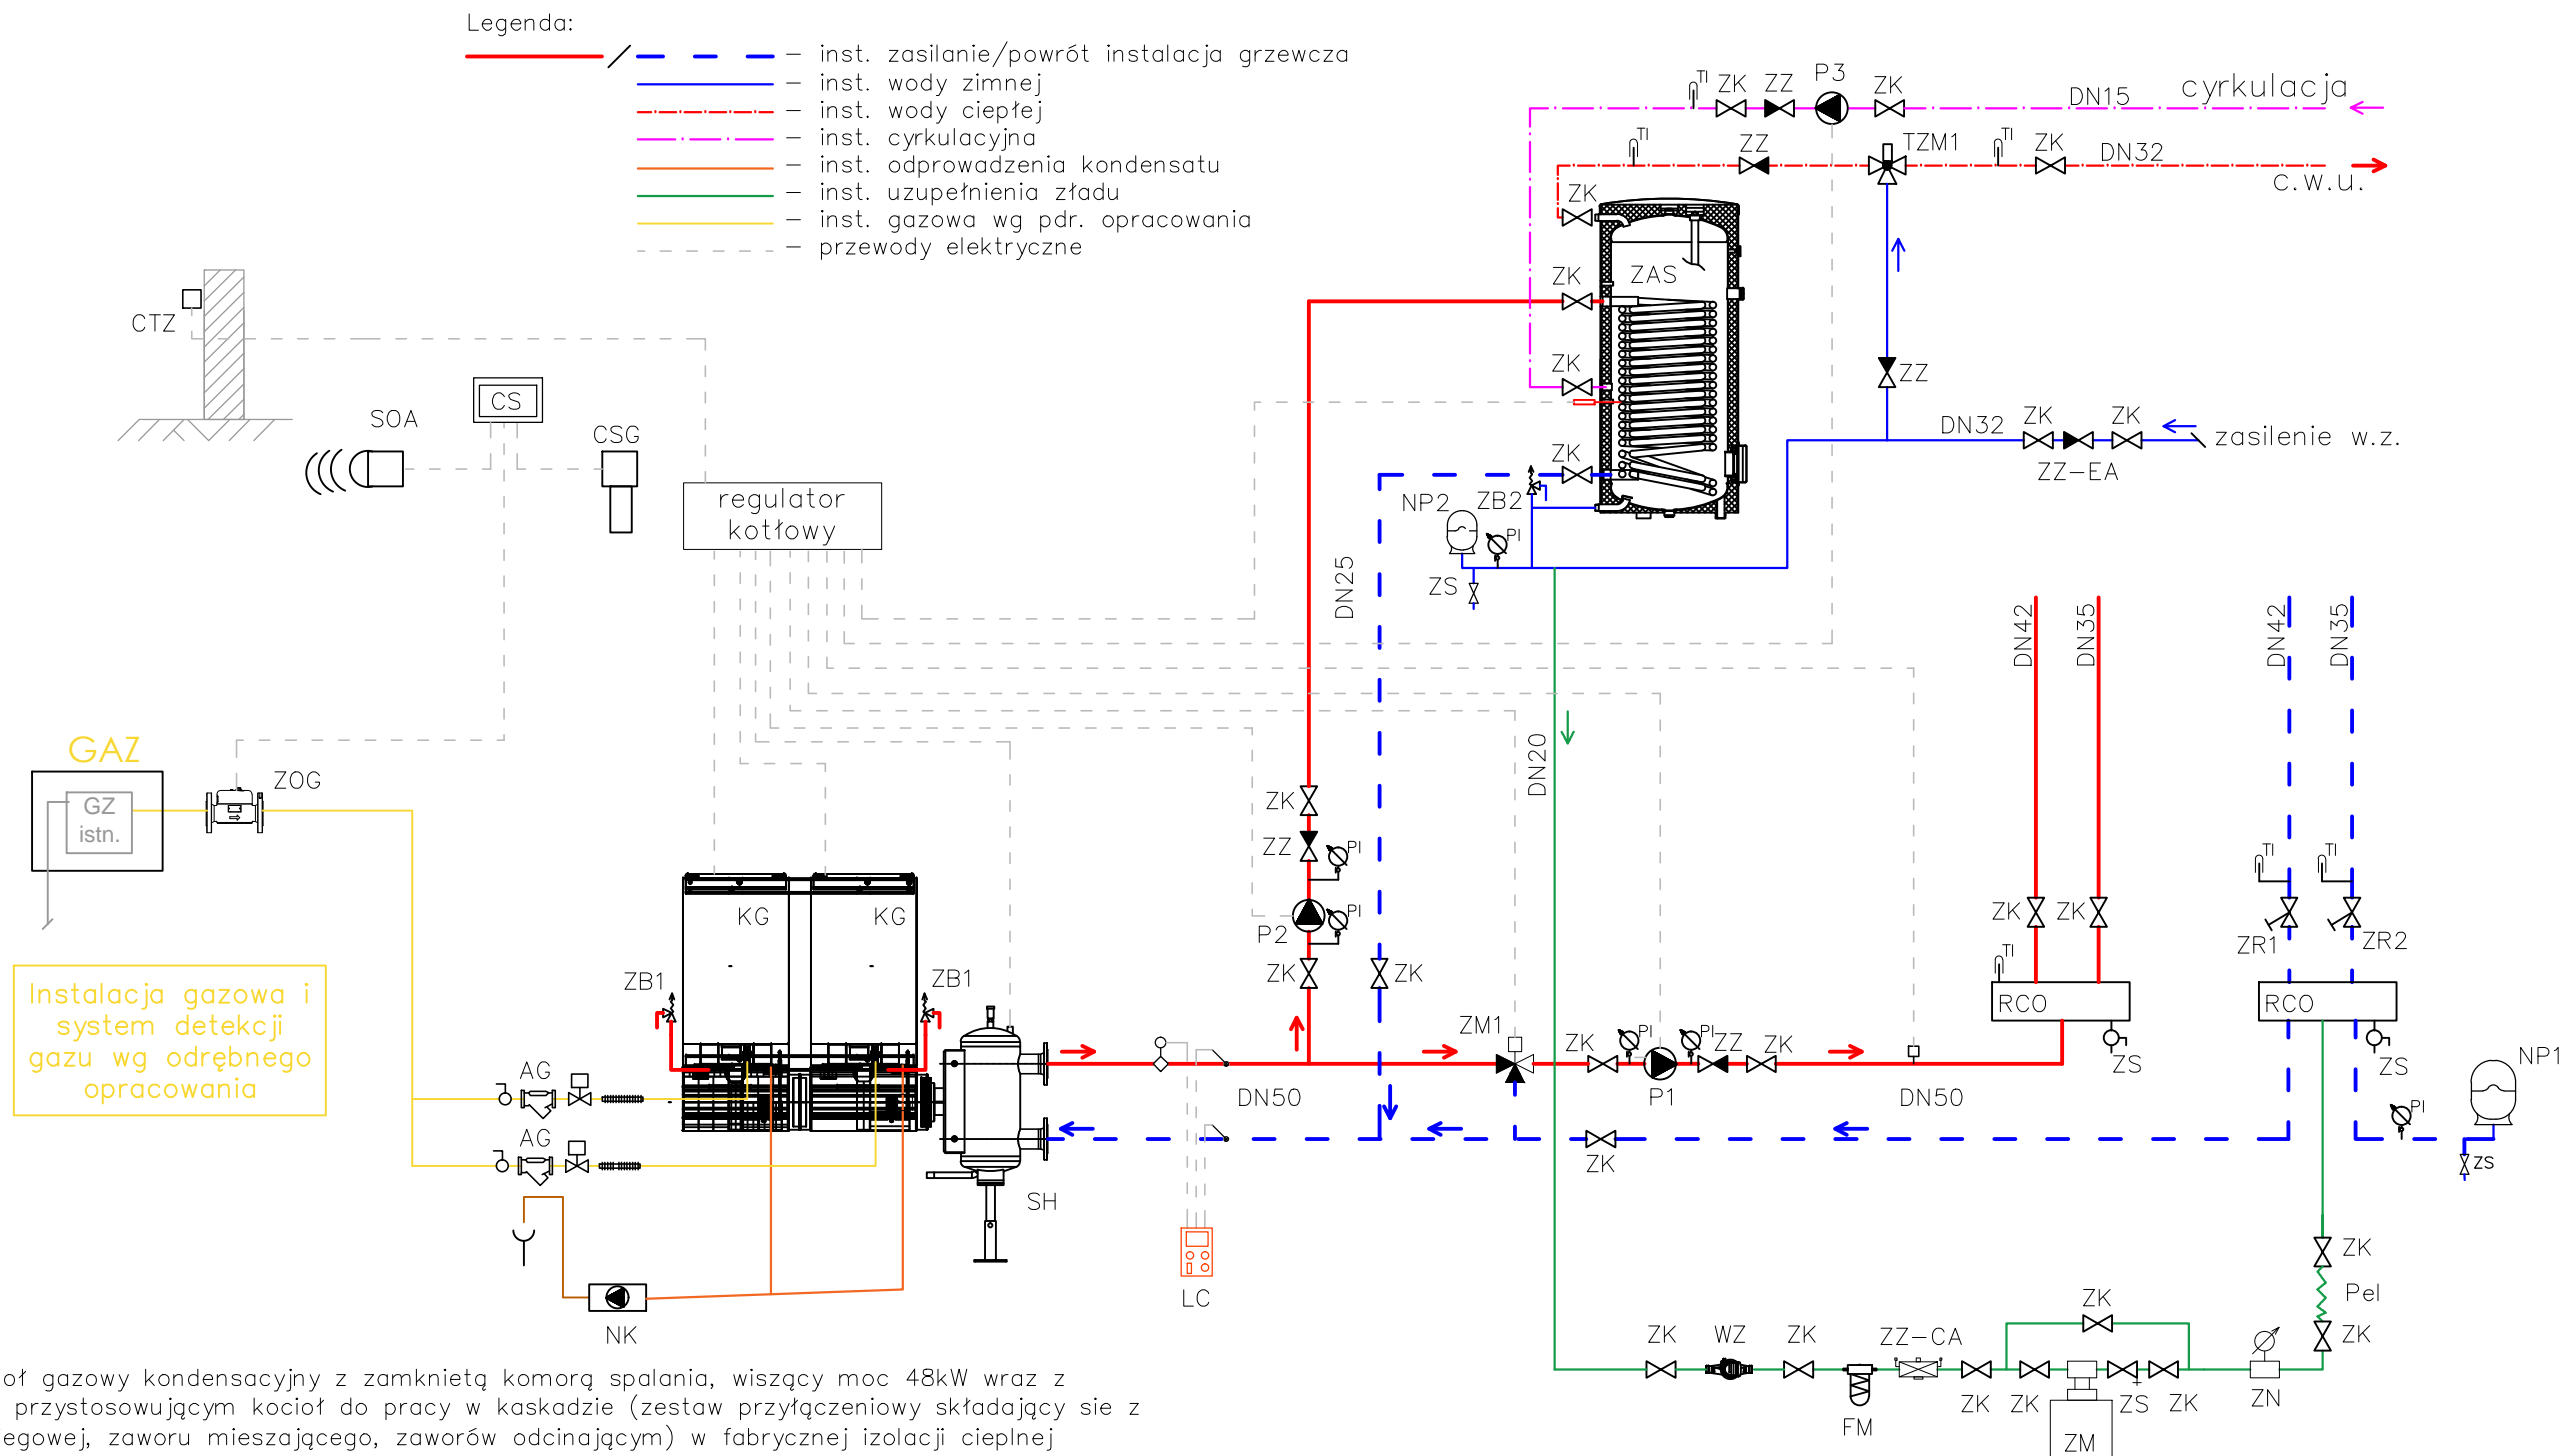 Legenda:
– inst. zasilanie/powrót instalacja grzewcza
– inst. wody zimnej
– inst. wody ciepłej
– inst. cyrkulacyjna
– inst. odprowadzenia kondensatu
– inst. uzupełnienia zładu
– inst. gazowa wg pdr. opracowania
– przewody elektryczne
TI ZK ZZ P3 ZK DN15 cyrkulacja
TI ZZ TZM1 TI ZK DN32
c.w.u.
ZK
ZK ZAS
CTZ
ZK ZZ
CS
SOA CSG
DN32 ZK ZK zasilenie w.z.
ZK ZZ-EA
regulator
kotłowy
NP2 ZB2
PI
ZS
DN25
DN42 DN35 DN42 DN35
GAZ
GZ
istn.
ZOG
DN20
ZK
ZZ PI
TI TI
KG KG
P2 PI
ZK ZK
ZR1 ZR2
ZK ZK
TI
RCO RCO
ZB1 ZB1
Instalacja gazowa i
system detekcji
gazu wg odrębnego
opracowania
ZM1 ZK PI PI ZZ ZK
ZS ZS NP1
AG
DN50 P1 DN50
PI
AG
ZK
zs
SH
LC
NK
ZK
Pel
ZK
ZK
ZK WZ ZK ZZ-CA
FM ZK ZK ZS ZK ZN
ZM
oł gazowy kondensacyjny z zamknietą komorą spalania, wiszący moc 48kW wraz z
przystosowującym kocioł do pracy w kaskadzie (zestaw przyłączeniowy składający sie z
egowej, zaworu mieszającego, zaworów odcinającym) w fabrycznej izolacji cieplnej